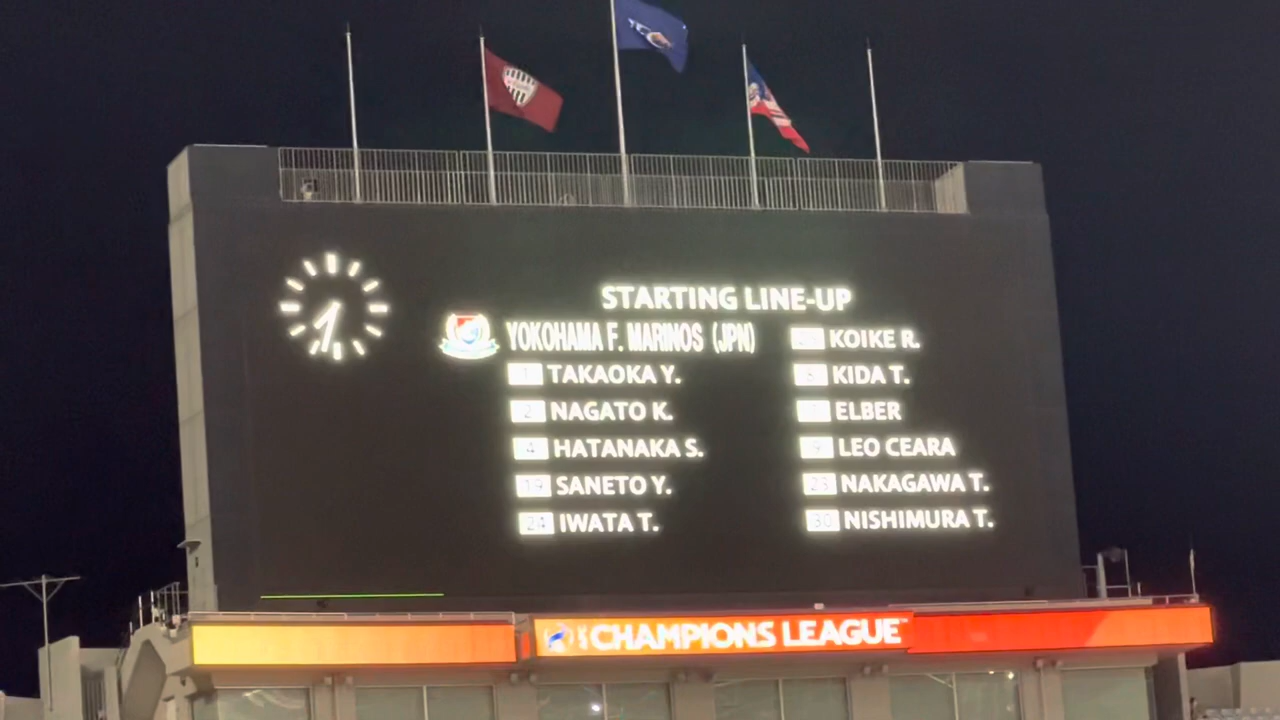 STARTING LINE-UP
YOKOHAMA F. MARINOS (JPN)
1 TAKAOKA Y.
2 NAGATO K.
4 HATANAKA S.
19 SANETO Y.
24 IWATA T.
KOIKE R.
KIDA T.
ELBER
9 LEO CEARA
23 NAKAGAWA T.
30 NISHIMURA T.
CHAMPIONS LEAGUE™